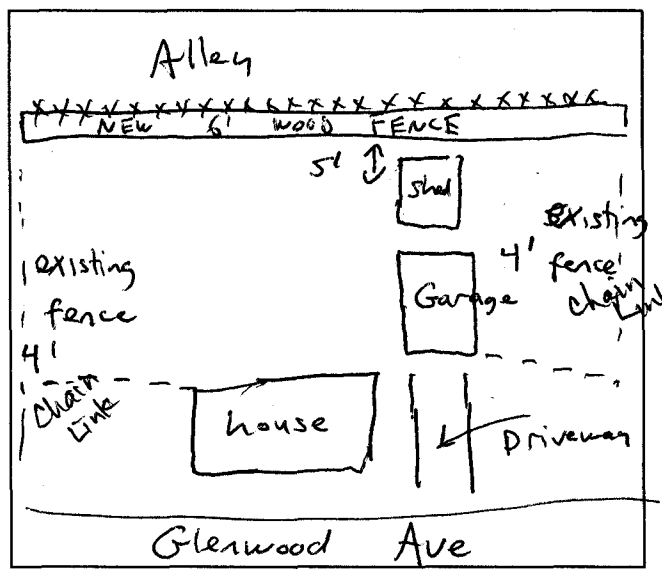 Alley
NEW 6' WOOD FENCE
5'
Shed
existing
4' fence
chain
Link
existing
fence
4'
chain
Link
Garage
house
Driveway
Glenwood Ave